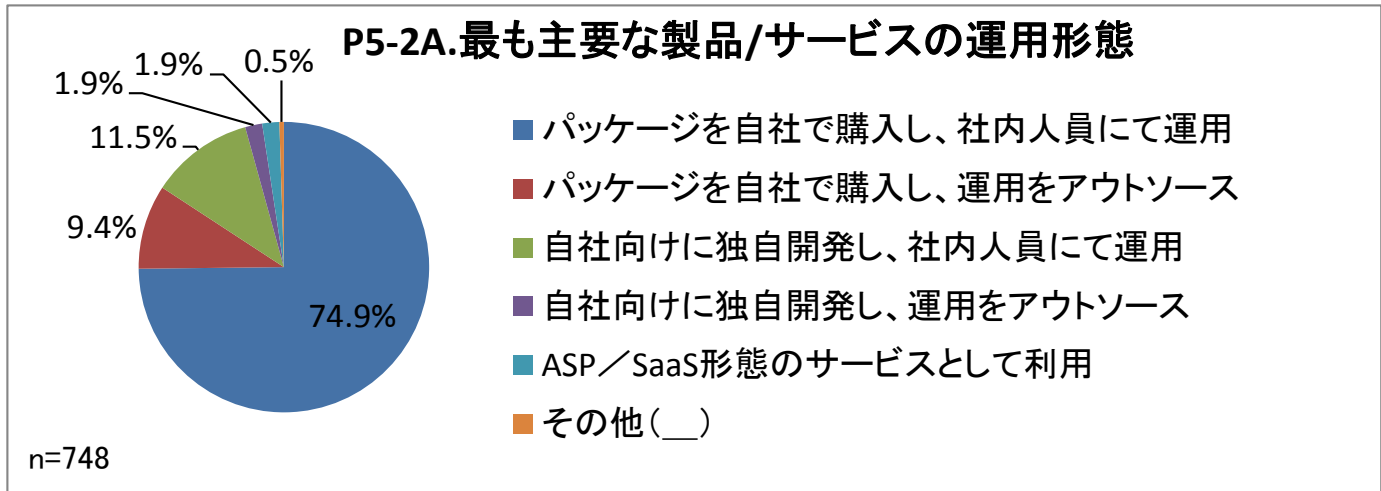 P5-2A.最も主要な製品/サービスの運用形態
1.9%
0.5%
1.9%
11.5%
9.4%
74.9%
パッケージを自社で購入し、社内人員にて運用
パッケージを自社で購入し、運用をアウトソース
自社向けに独自開発し、社内人員にて運用
自社向けに独自開発し、運用をアウトソース
ASP／SaaS形態のサービスとして利用
その他（__）
n=748